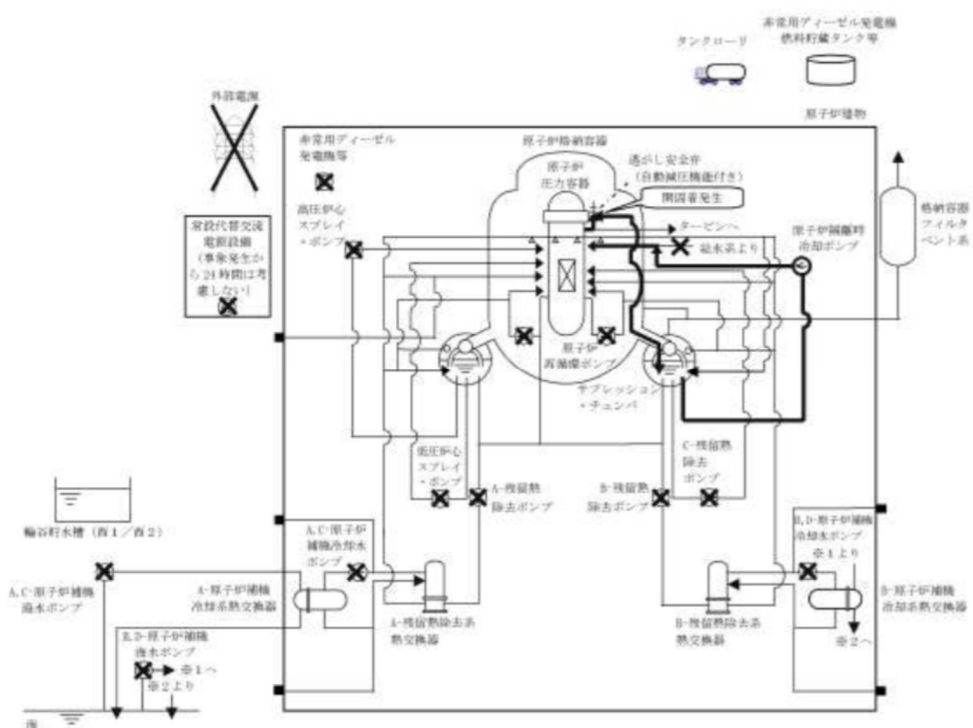 タンクローリ
非常用ディーゼル発電機
燃料貯蔵タンク等
原子炉建物
外部電源
非常用ディーゼル
発電機等
原子炉格納容器
原子炉
圧力容器
逃がし安全弁
(自動減圧機能付き)
開固着発生
高圧炉心
スプレイ
・ポンプ
タービンへ
給水系より
原子炉隔離時
冷却ポンプ
格納容器
フィルタ
ベント系
常設代替交流
電源設備
(事象発生か
ら24時間は考
慮しない)
原子炉
再循環ポンプ
サプレッション
・チェンバ
低圧炉心
スプレイ
・ポンプ
A-残留熱
除去ポンプ
B-残留熱
除去ポンプ
C-残留熱
除去
ポンプ
輪谷貯水槽(西1/西2)
A,C-原子炉
補機冷却水
ポンプ
B,D-原子炉補機
冷却水ポンプ
※1より
A,C-原子炉補機
海水ポンプ
A-原子炉補機
冷却系熱交換器
A-残留熱除去系
熱交換器
B-残留熱除去系
熱交換器
B-原子炉補機
冷却系熱交換器
※2へ
B,D-原子炉補機
海水ポンプ
※1へ
※2より
海